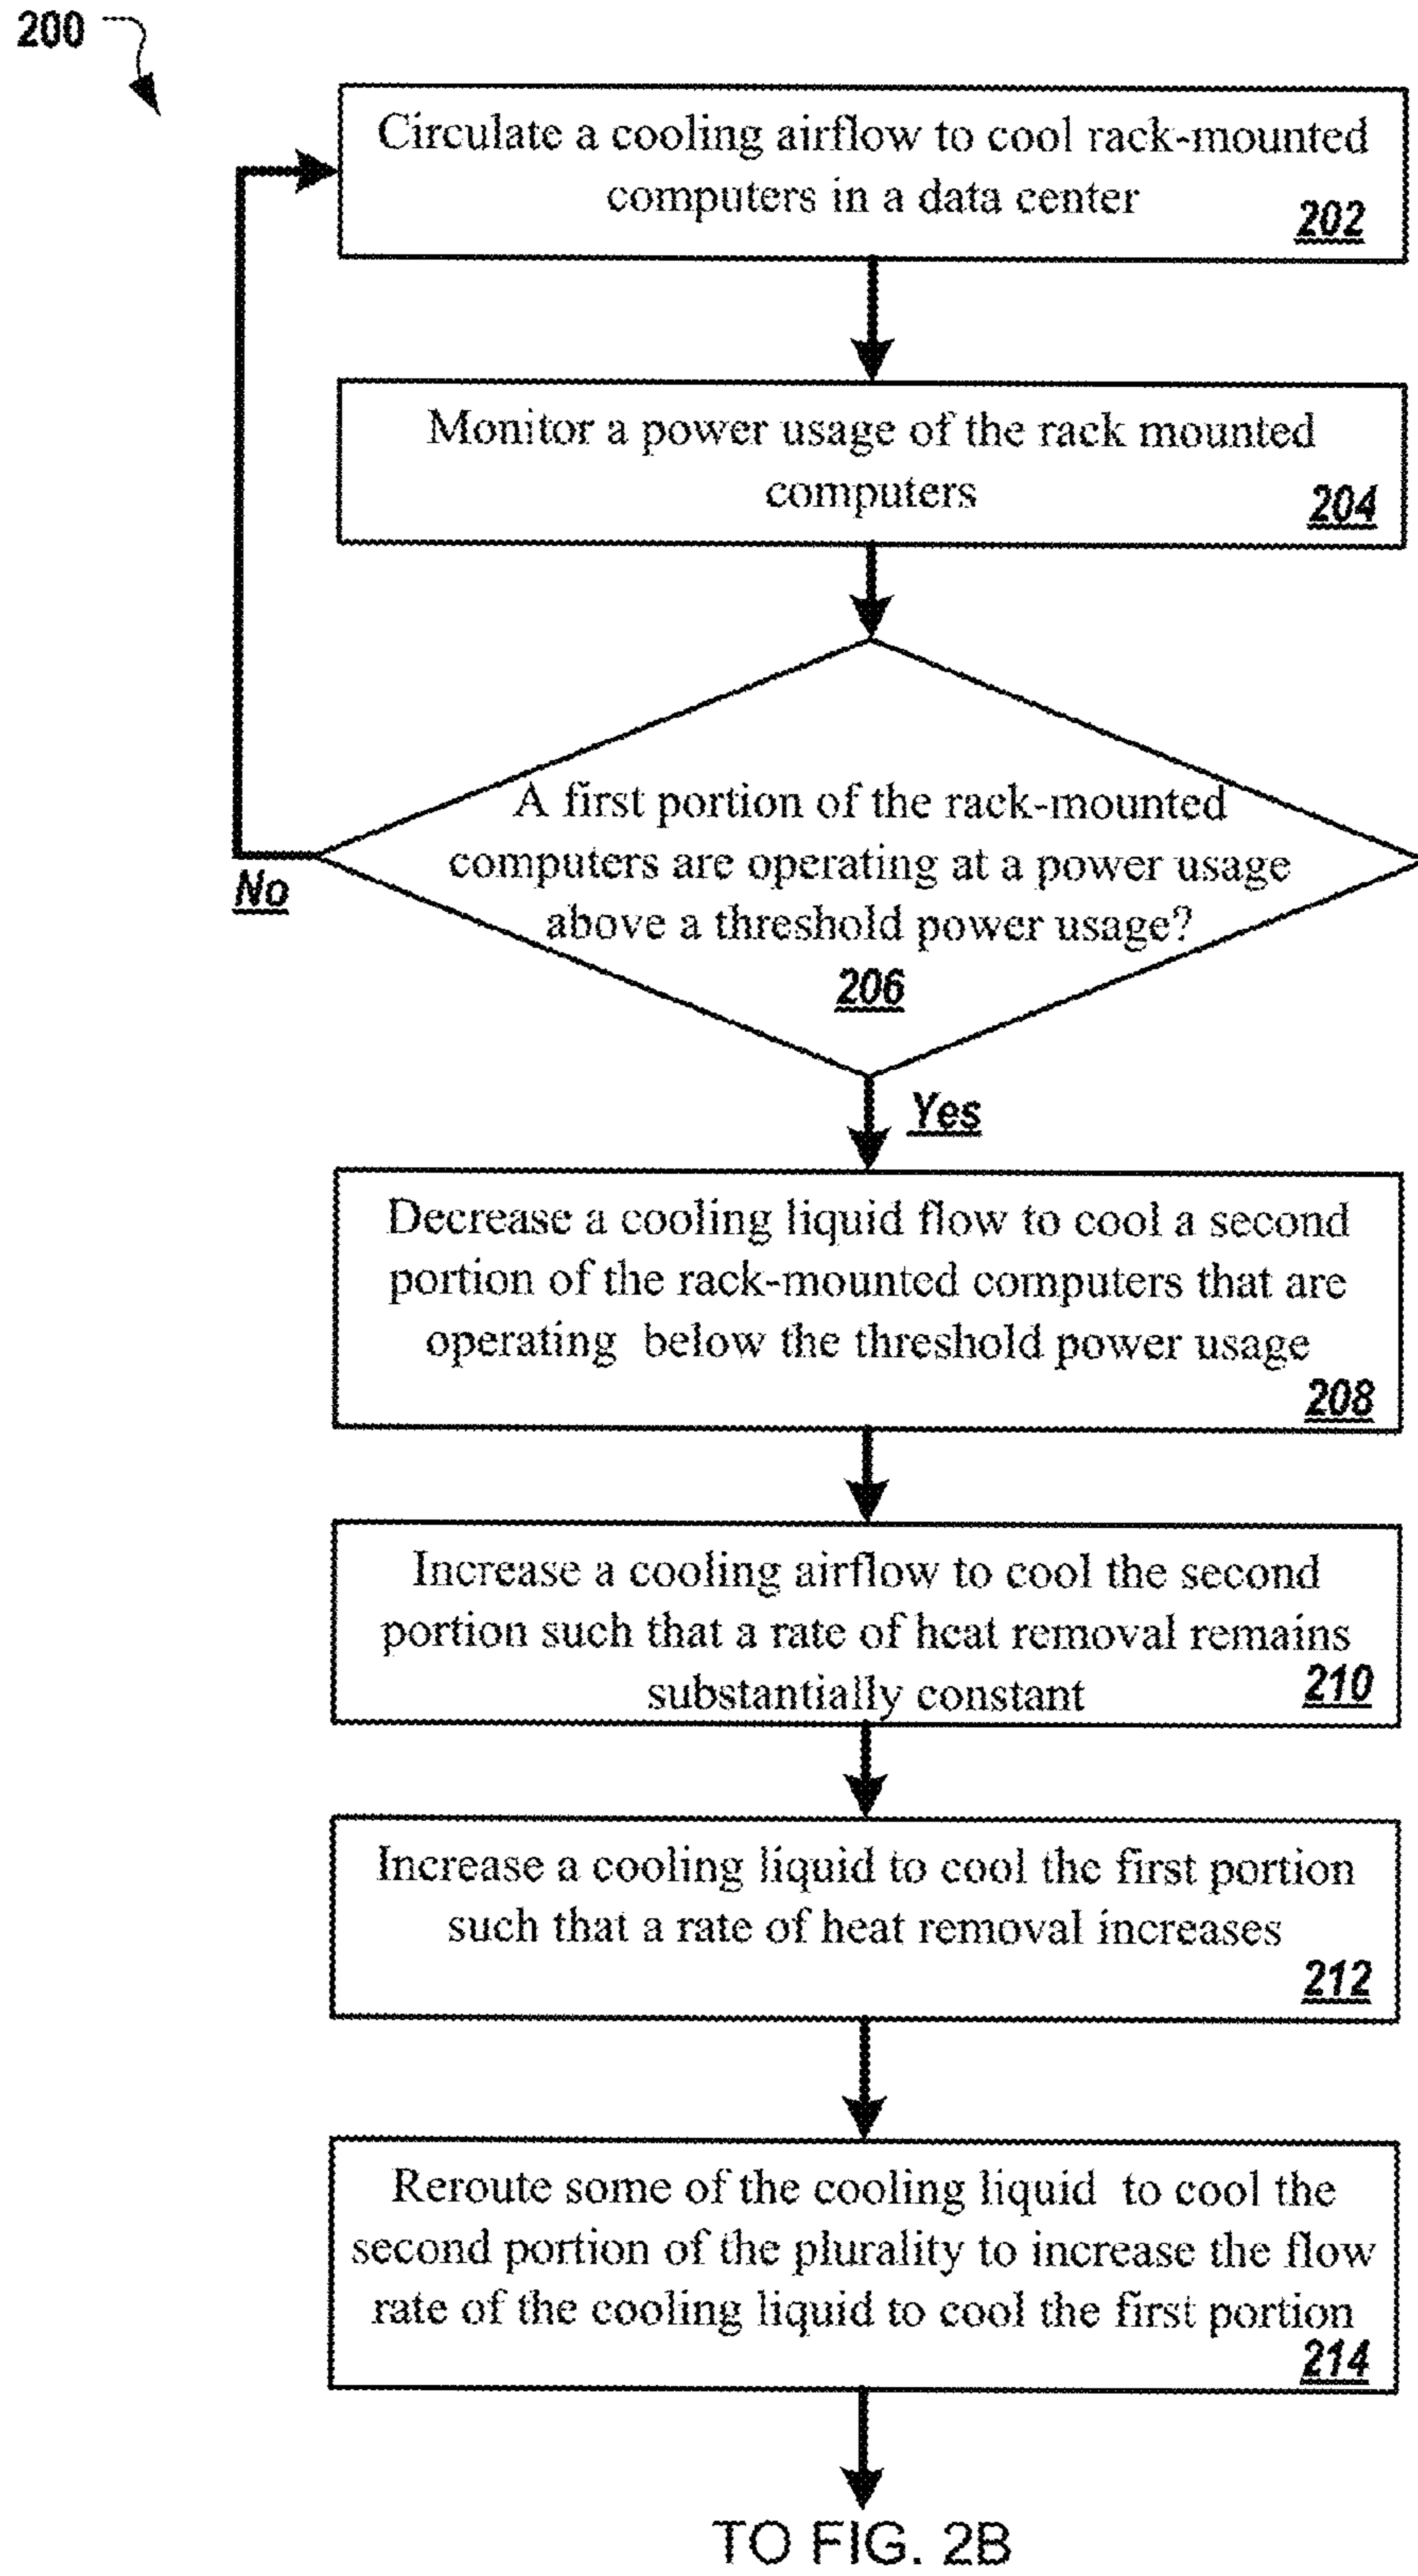 200
Circulate a cooling airflow to cool rack-mounted
computers in a data center
202
Monitor a power usage of the rack mounted
computers
204
A first portion of the rack-mounted
computers are operating at a power usage
above a threshold power usage?
No
206
Yes
Decrease a cooling liquid flow to cool a second
portion of the rack-mounted computers that are
operating below the threshold power usage
208
Increase a cooling airflow to cool the second
portion such that a rate of heat removal remains
substantially constant
210
Increase a cooling liquid to cool the first portion
such that a rate of heat removal increases
212
Reroute some of the cooling liquid to cool the
second portion of the plurality to increase the flow
rate of the cooling liquid to cool the first portion
214
TO FIG. 2B